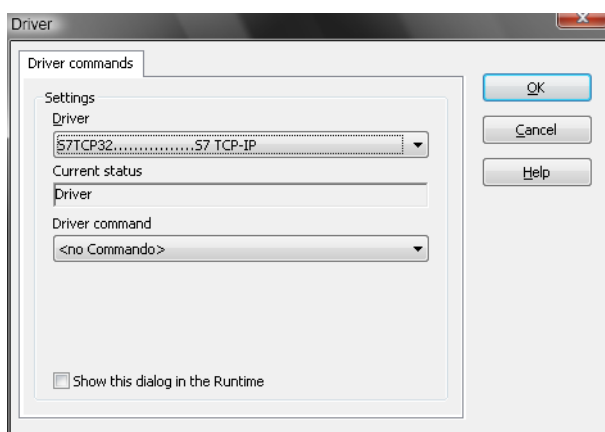 Driver
Driver commands
Settings
Driver
S7TCP32................S7 TCP-IP
Current status
Driver
Driver command
<no Commando>
Show this dialog in the Runtime
OK
Cancel
Help